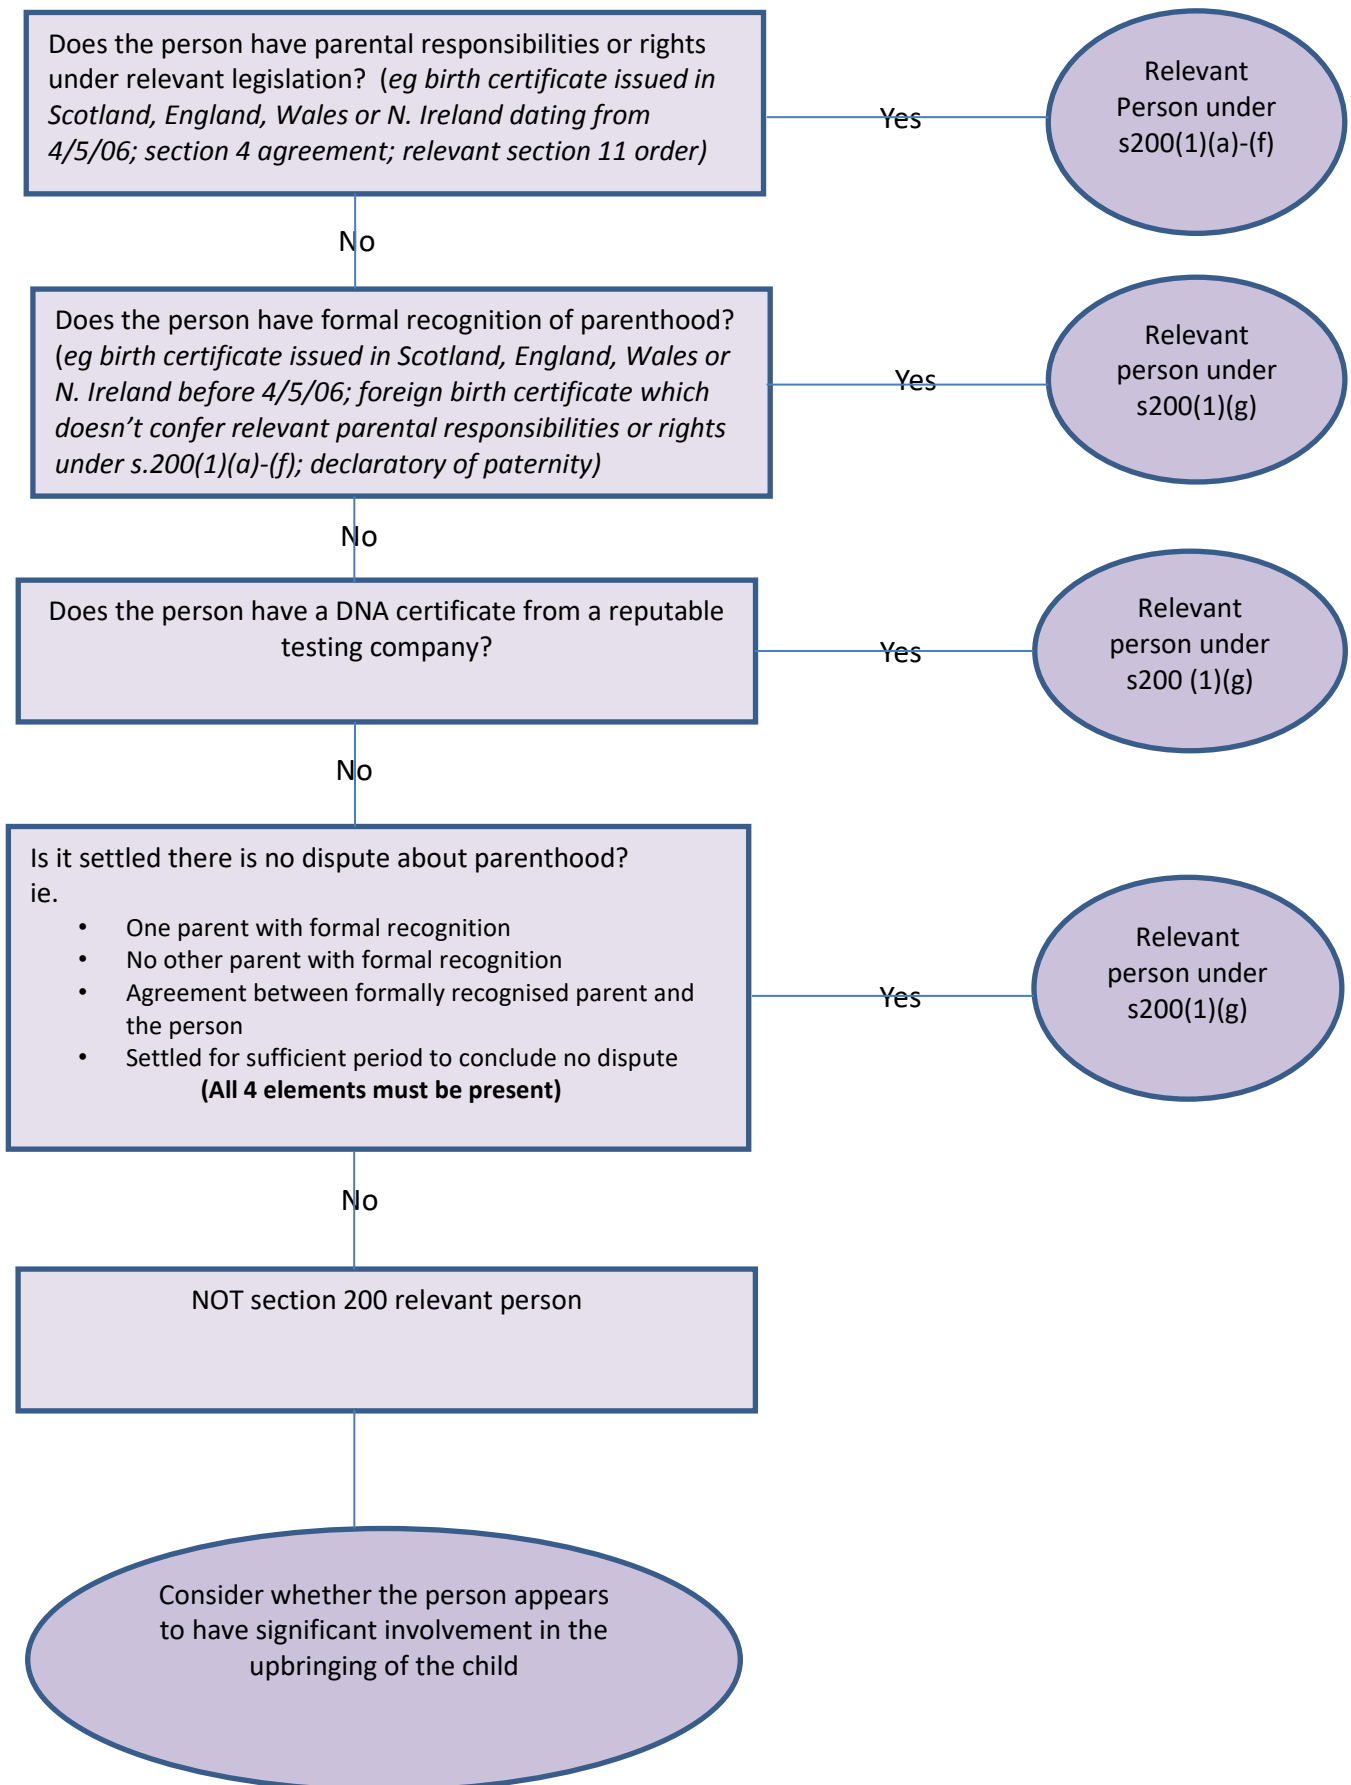 Does the person have parental responsibilities or rights
under relevant legislation? (eg birth certificate issued in
Scotland, England, Wales or N. Ireland dating from
4/5/06; section 4 agreement; relevant section 11 order)
Yes
Relevant
Person under
s200(1)(a)-(f)
No
Does the person have formal recognition of parenthood?
(eg birth certificate issued in Scotland, England, Wales or
N. Ireland before 4/5/06; foreign birth certificate which
doesn’t confer relevant parental responsibilities or rights
under s.200(1)(a)-(f); declaratory of paternity)
Yes
Relevant
person under
s200(1)(g)
No
Does the person have a DNA certificate from a reputable
testing company?
Yes
Relevant
person under
s200 (1)(g)
No
Is it settled there is no dispute about parenthood?
ie.
• One parent with formal recognition
• No other parent with formal recognition
• Agreement between formally recognised parent and
the person
• Settled for sufficient period to conclude no dispute
(All 4 elements must be present)
Yes
Relevant
person under
s200(1)(g)
No
NOT section 200 relevant person
Consider whether the person appears
to have significant involvement in the
upbringing of the child